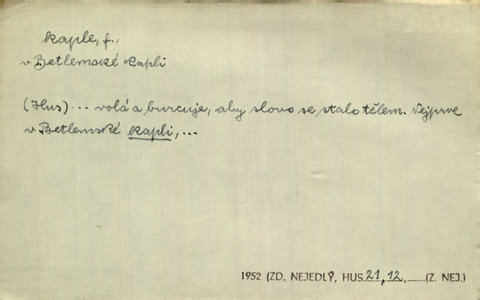 kaple, f.,
v Betlemské kapli
(Hus) ... volá a burcuje, aby slovo se stalo tělem. Nejprve
v Betlemské kapli, ...
1952 (ZD. NEJEDLÝ, HUS 21, 12, ......(Z. NEJ.)